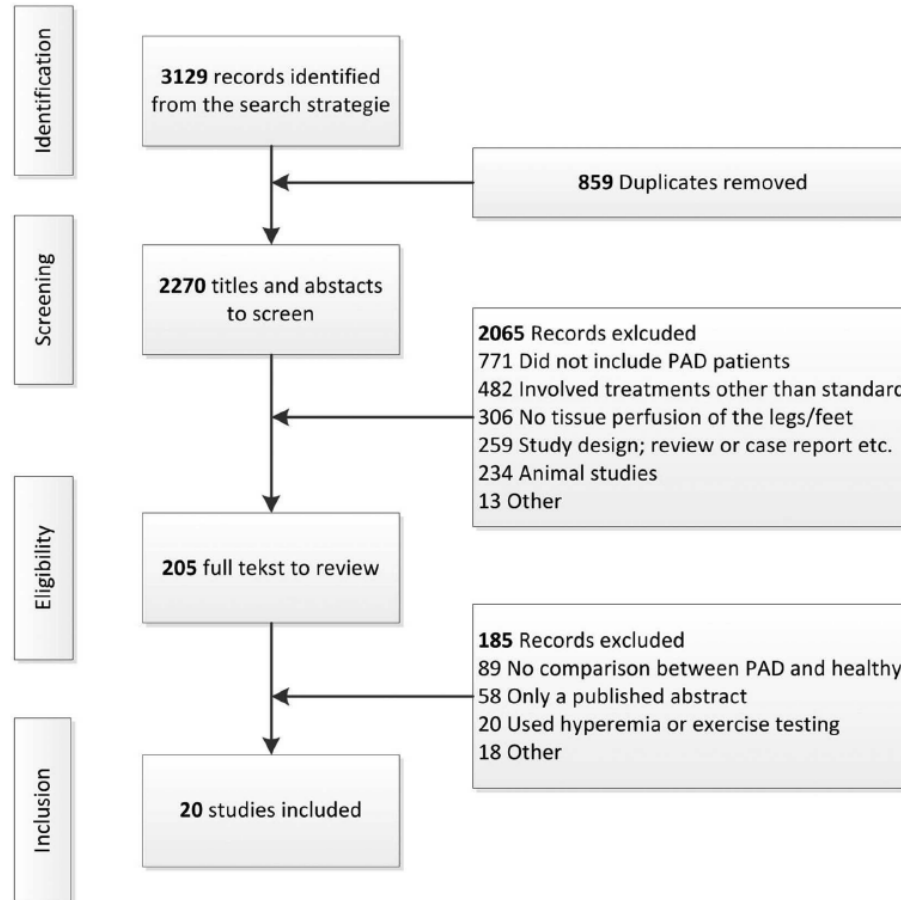 Identification
3129 records identified
from the search strategie
859 Duplicates removed
Screening
2270 titles and abstacts
to screen
2065 Records exlcuded
771 Did not include PAD patients
482 Involved treatments other than standard
306 No tissue perfusion of the legs/feet
259 Study design; review or case report etc.
234 Animal studies
13 Other
Eligibility
205 full tekst to review
185 Records excluded
89 No comparison between PAD and healthy
58 Only a published abstract
20 Used hyperemia or exercise testing
18 Other
Inclusion
20 studies included